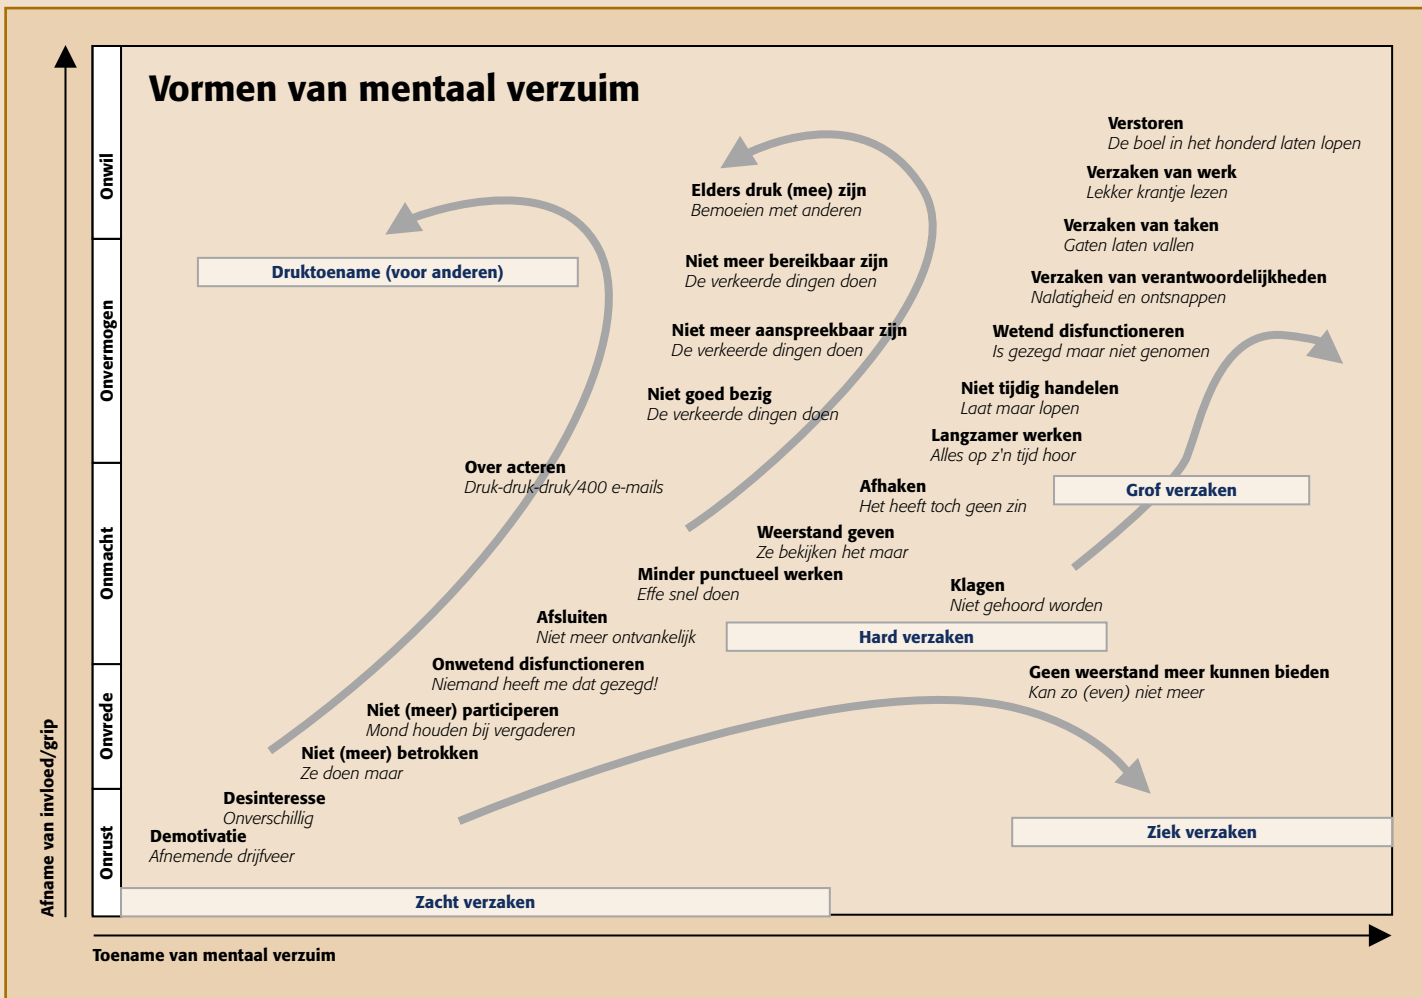 Vormen van mentaal verzuim
Onwil
Onvermogen
Onmacht
Onvrede
Onrust
Afname van invloed/grip
Verstoren
De boel in het honderd laten lopen
Verzaken van werk
Lekker krantje lezen
Elders druk (mee) zijn
Bemoeien met anderen
Verzaken van taken
Gaten laten vallen
Druktoename (voor anderen)
Niet meer bereikbaar zijn
De verkeerde dingen doen
Verzaken van verantwoordelijkheden
Nalatigheid en ontsnappen
Niet meer aanspreekbaar zijn
De verkeerde dingen doen
Wetend disfunctioneren
Is gezegd maar niet genomen
Niet goed bezig
De verkeerde dingen doen
Niet tijdig handelen
Laat maar lopen
Langzamer werken
Alles op z'n tijd hoor
Over acteren
Druk-druk-druk/400 e-mails
Afhaken
Het heeft toch geen zin
Grof verzaken
Weerstand geven
Ze bekijken het maar
Minder punctueel werken
Effe snel doen
Klagen
Niet gehoord worden
Afsluiten
Niet meer ontvankelijk
Hard verzaken
Onwetend disfunctioneren
Niemand heeft me dat gezegd!
Geen weerstand meer kunnen bieden
Kan zo (even) niet meer
Niet (meer) participeren
Mond houden bij vergaderen
Niet (meer) betrokken
Ze doen maar
Desinteresse
Onverschillig
Demotivatie
Afnemende drijfveer
Ziek verzaken
Zacht verzaken
Toename van mentaal verzuim